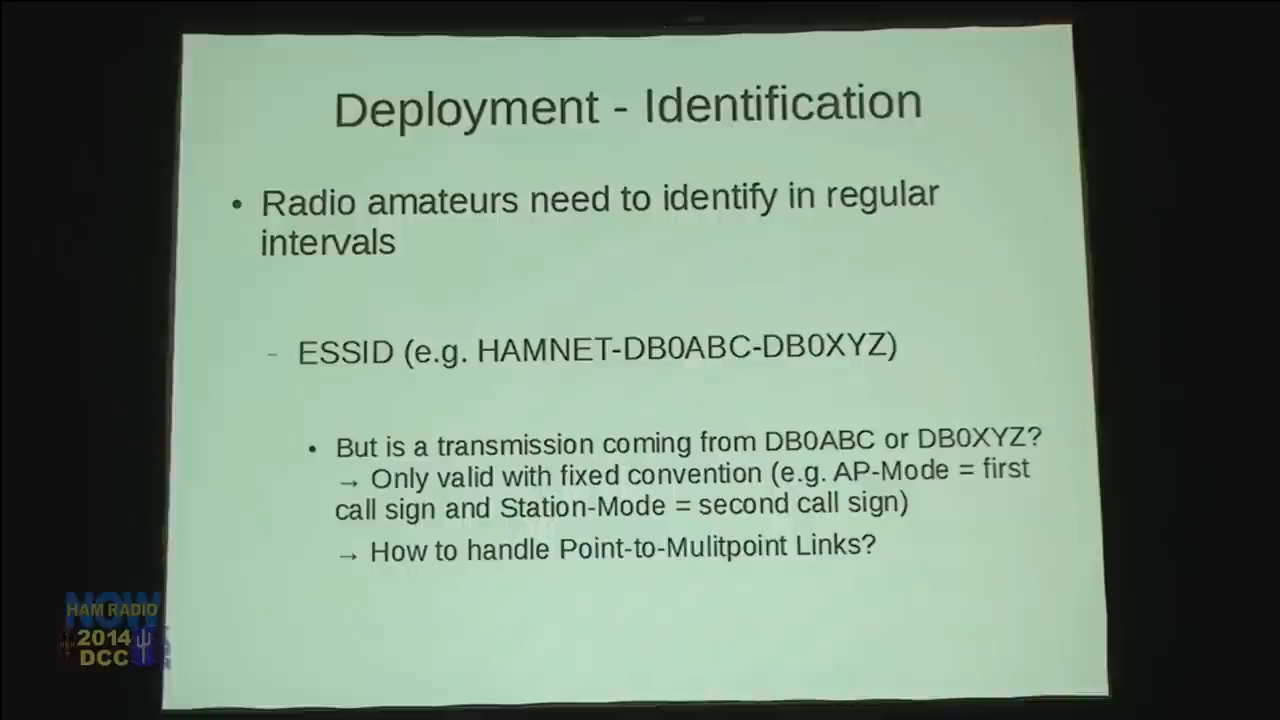 Deployment - Identification
• Radio amateurs need to identify in regular
intervals
- ESSID (e.g. HAMNET-DB0ABC-DB0XYZ)
• But is a transmission coming from DB0ABC or DB0XYZ?
→ Only valid with fixed convention (e.g. AP-Mode = first
call sign and Station-Mode = second call sign)
→ How to handle Point-to-Mulitpoint Links?
NOW
HAM RADIO
2014
DCC